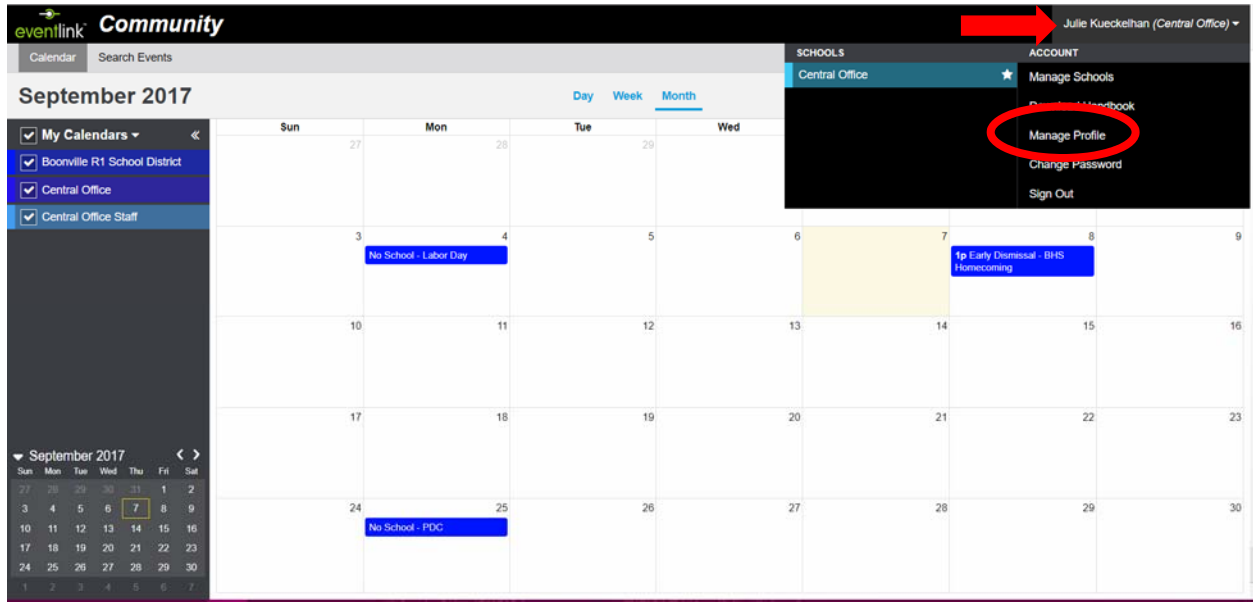 eventlink Community
Julie Kueckelhan (Central Office)
Calendar Search Events
SCHOOLS
Central Office
ACCOUNT
Manage Schools
Download Handbook
Manage Profile
Change Password
Sign Out
September 2017
Day Week Month
My Calendars
Boonville R1 School District
Central Office
Central Office Staff
Sun Mon Tue Wed
27 28 29
3 4 5 6 7 8 9
No School - Labor Day
1p Early Dismissal - BHS
Homecoming
10 11 12 13 14 15 16
17 18 19 20 21 22 23
24 25 26 27 28 29 30
No School - PDC
September 2017
Sun Mon Tue Wed Thu Fri Sat
27 28 29 30 31 1 2
3 4 5 6 7 8 9
10 11 12 13 14 15 16
17 18 19 20 21 22 23
24 25 26 27 28 29 30
1 2 3 4 5 6 7